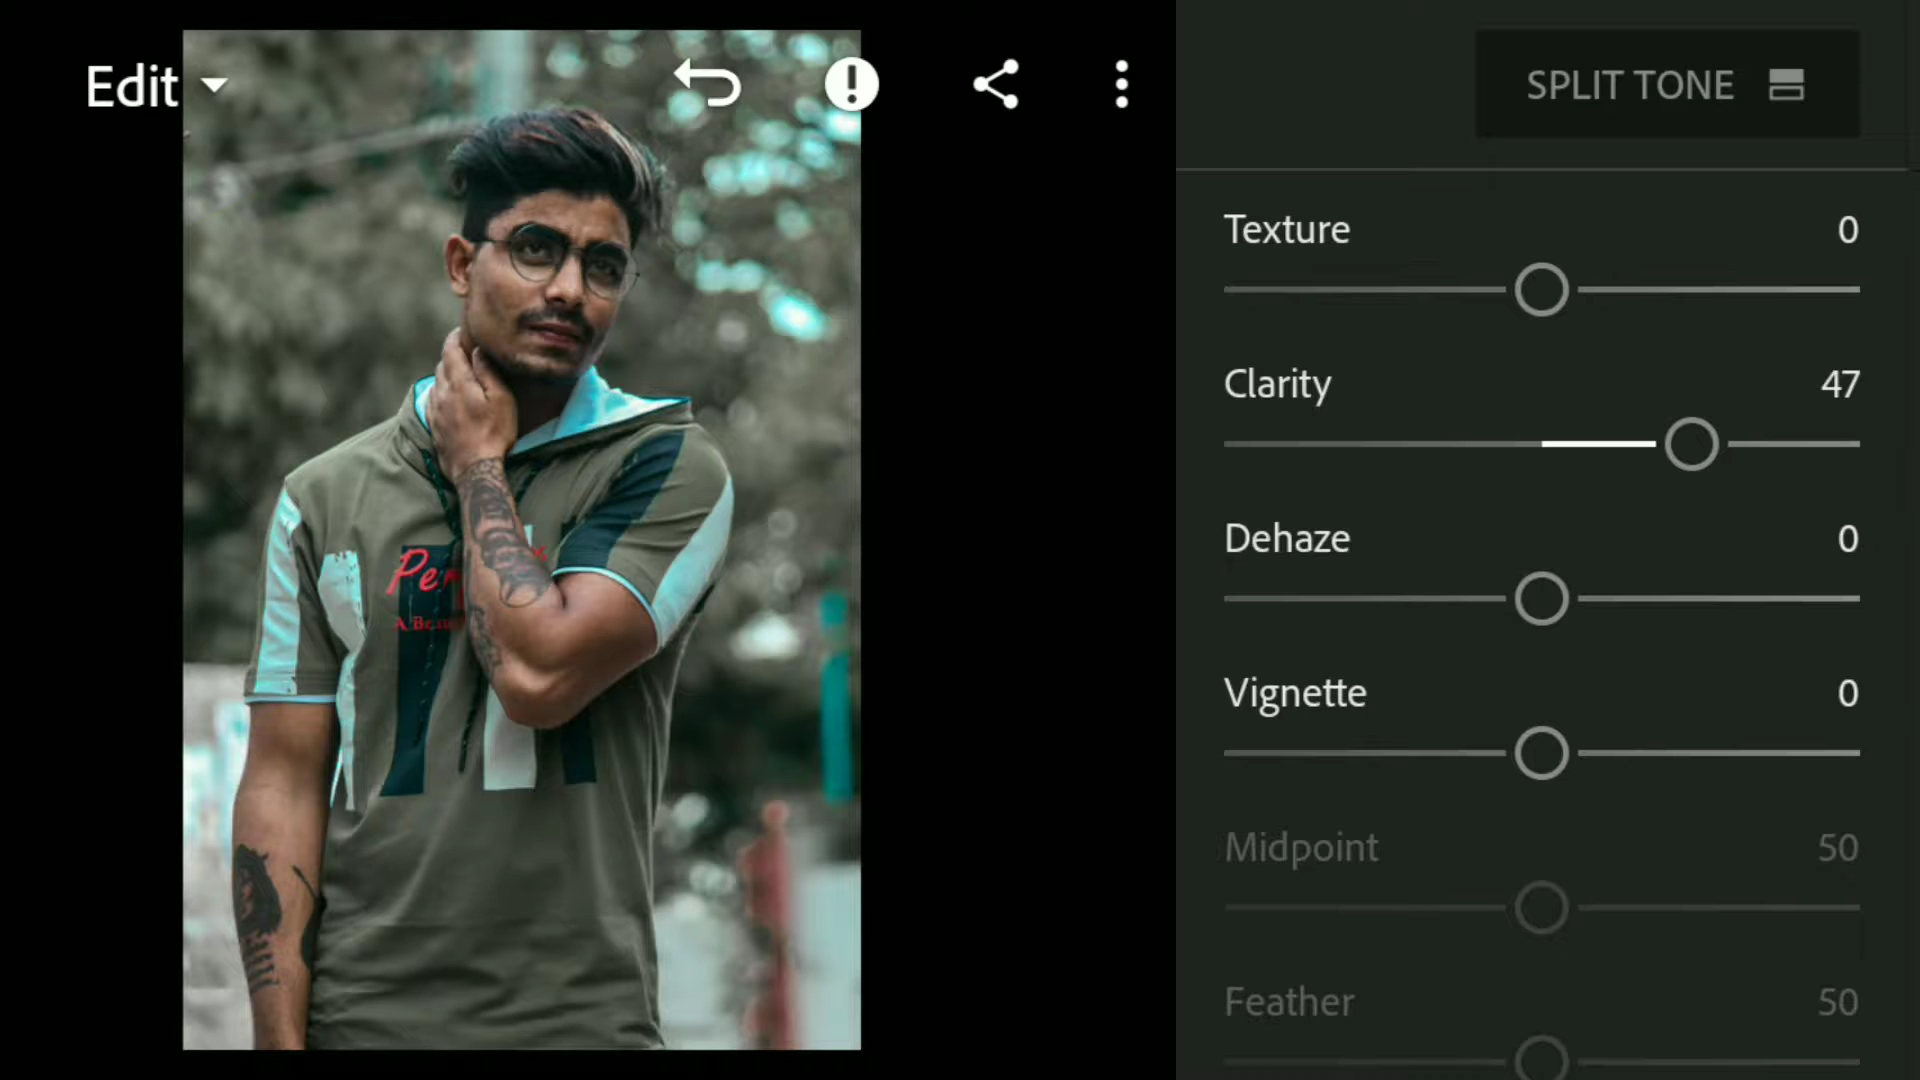 Edit
SPLIT TONE
Texture 0
Clarity 47
Dehaze 0
Vignette 0
Midpoint 50
Feather 50